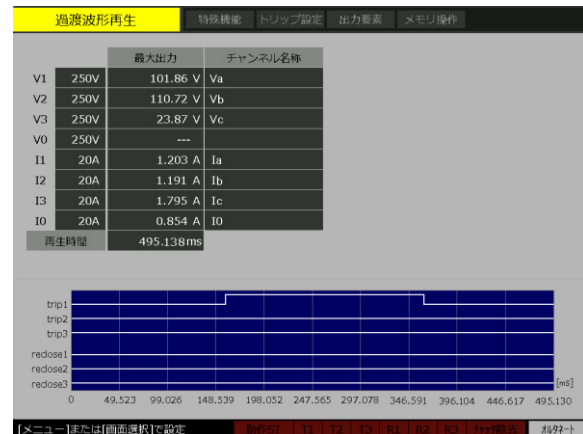 過渡波形再生 特殊機能 トリップ設定 出力要素 メモリ操作
最大出力 チャンネル名称
V1 250V 101.86 V Va
V2 250V 110.72 V Vb
V3 250V 23.87 V Vc
V0 250V ---
I1 20A 1.203 A Ia
I2 20A 1.191 A Ib
I3 20A 1.795 A Ic
I0 20A 0.854 A I0
再生時間 495.138ms
trip1
trip2
trip3
reclose1
reclose2
reclose3
[mS]
0 49.523 99.026 148.539 198.052 247.565 297.078 346.591 396.104 446.617 495.130
[メニュー]または[画面選択]で設定 動作ST T1 T2 T3 R1 R2 R3 ﾁｬﾀ除去 ｵﾙﾀﾈｰﾄ